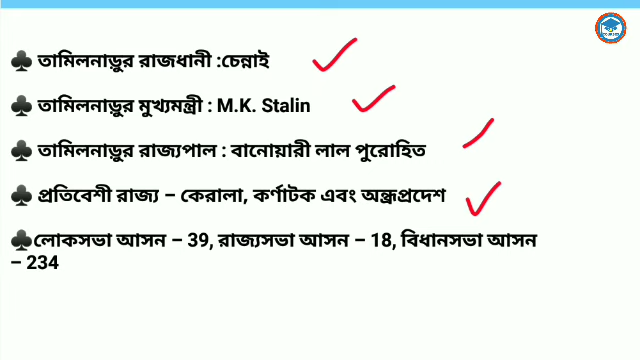 ♣ তামিলনাড়ুর রাজধানী :চেন্নাই
♣ তামিলনাড়ুর মুখ্যমন্ত্রী : M.K. Stalin
♣ তামিলনাড়ুর রাজ্যপাল : বানোয়ারী লাল পুরোহিত
♣ প্রতিবেশী রাজ্য – কেরালা, কর্ণাটক এবং অন্ধ্রপ্রদেশ
♣লোকসভা আসন – 39, রাজ্যসভা আসন – 18, বিধানসভা আসন
– 234